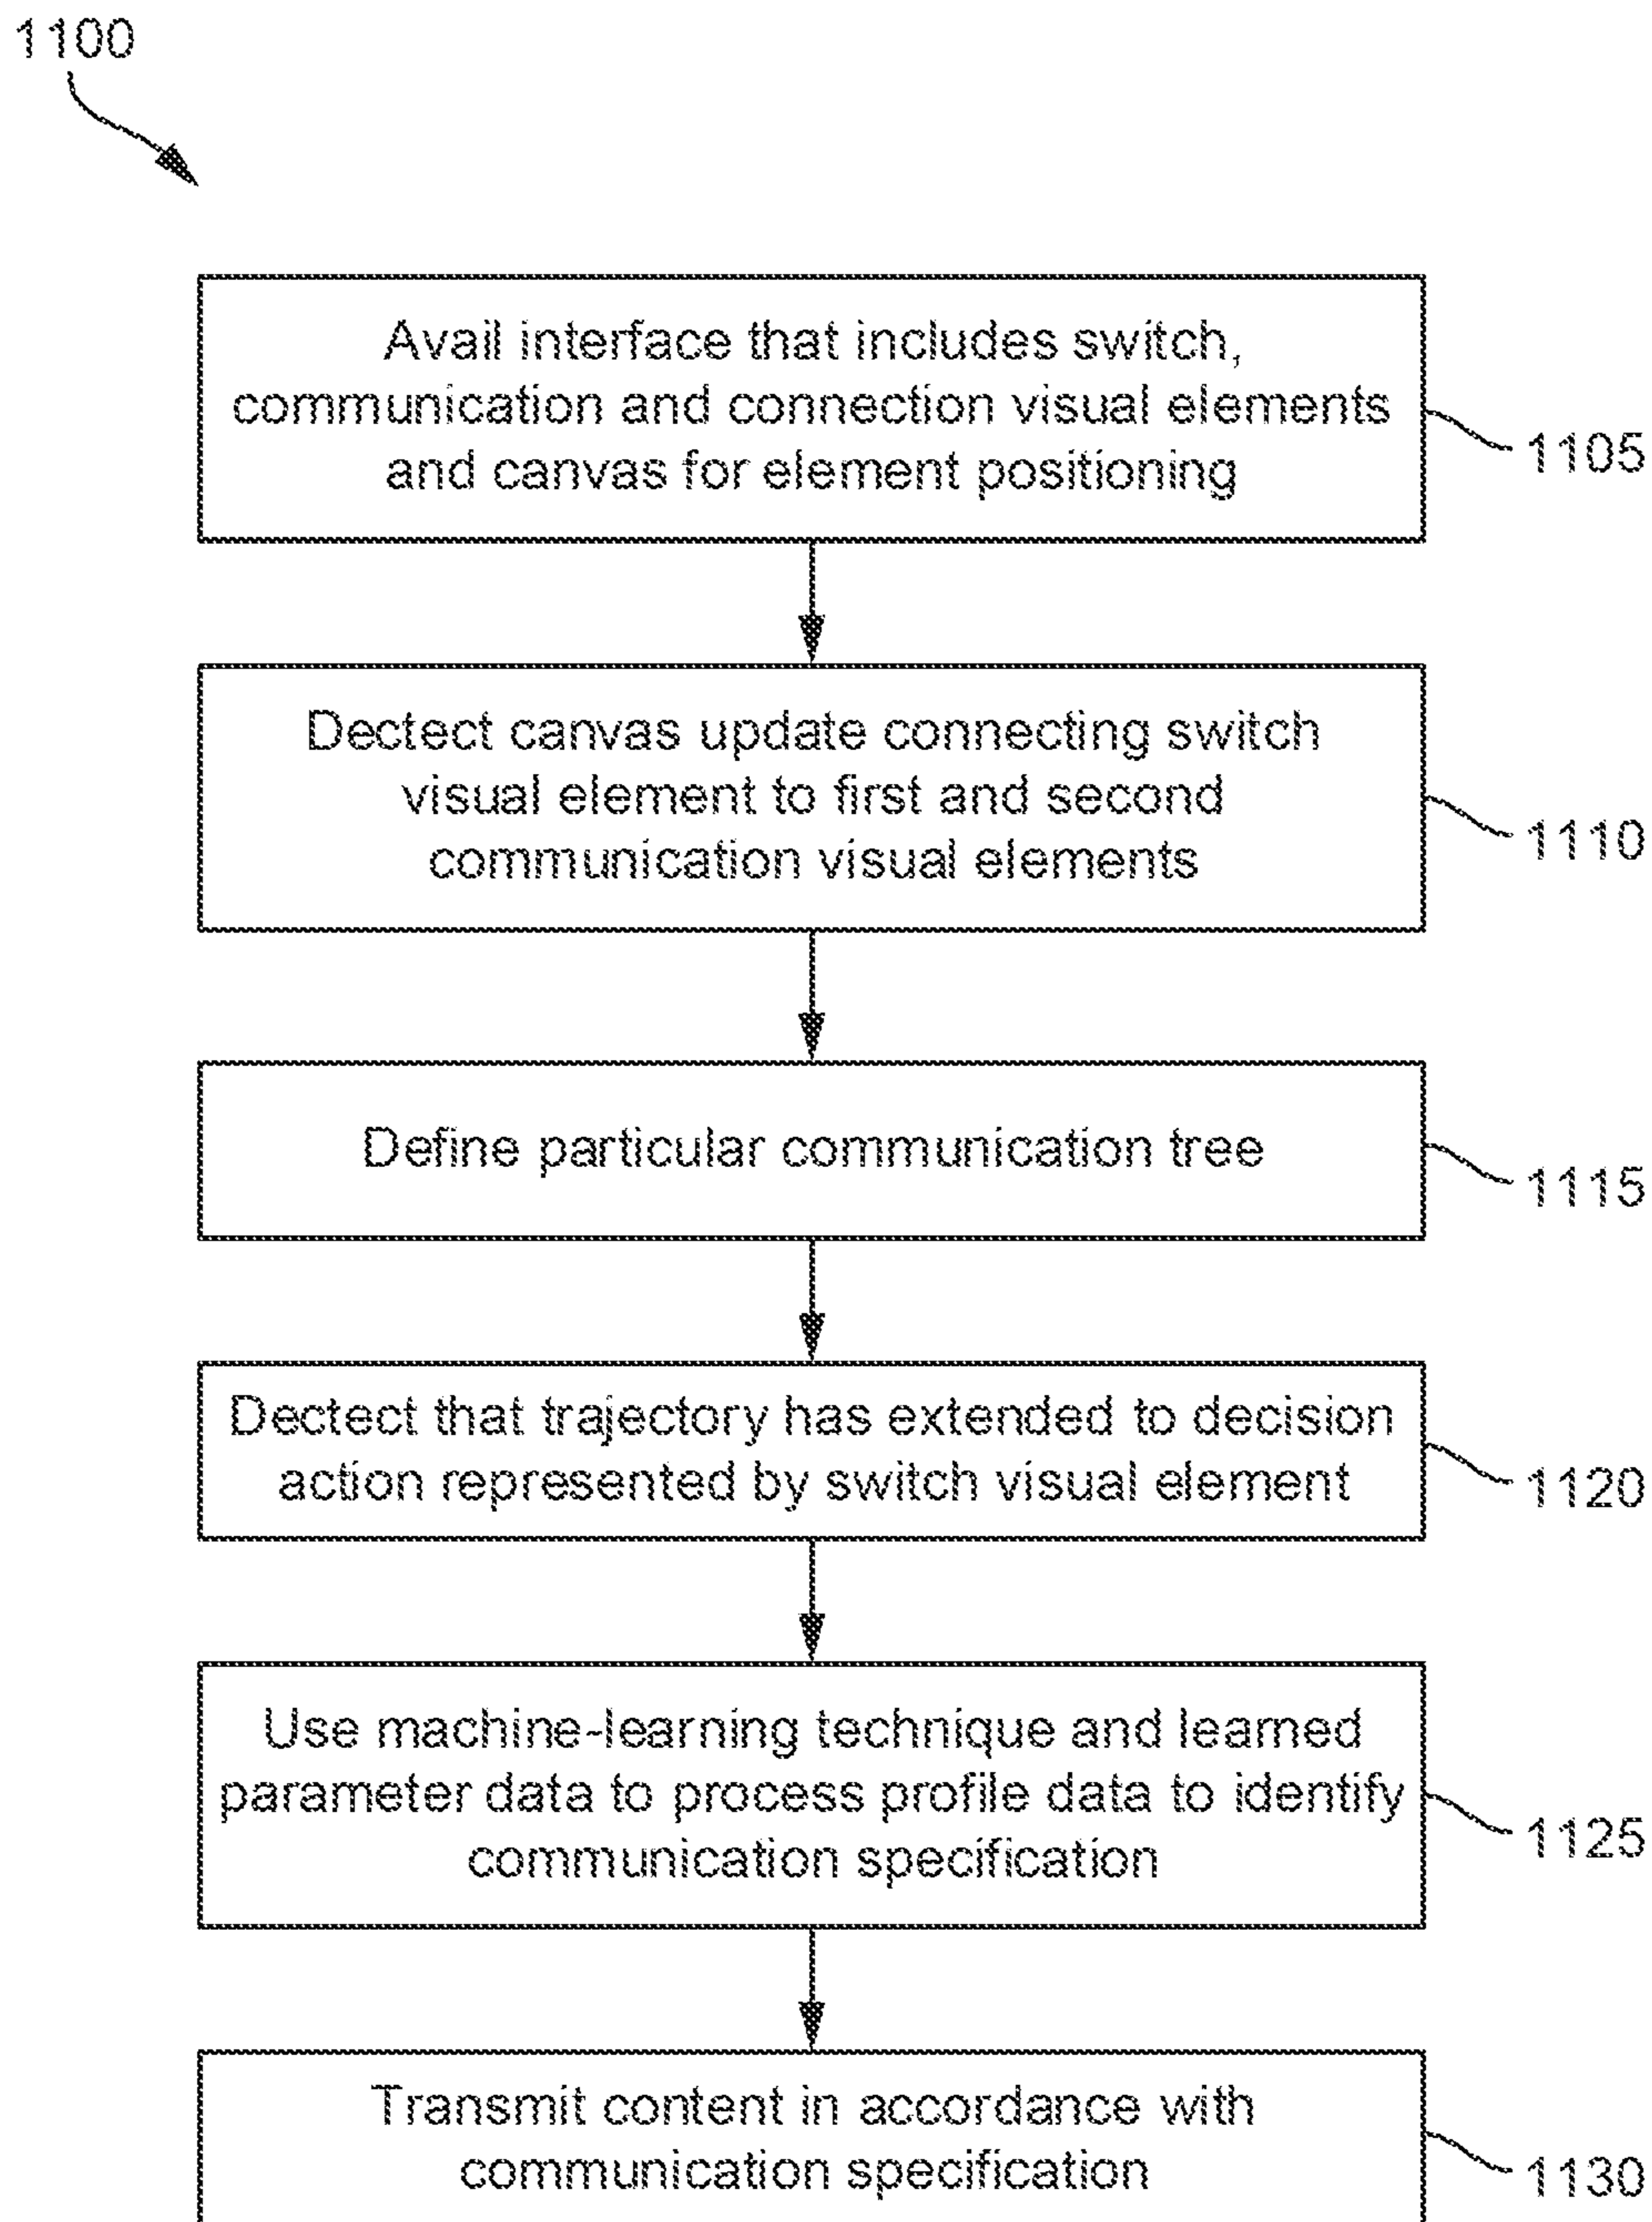 1100
Avail interface that includes switch,
communication and connection visual elements
and canvas for element positioning
1105
Dectect canvas update connecting switch
visual element to first and second
communication visual elements
1110
Define particular communication tree
1115
Dectect that trajectory has extended to decision
action represented by switch visual element
1120
Use machine-learning technique and learned
parameter data to process profile data to identify
communication specification
1125
Transmit content in accordance with
communication specification
1130